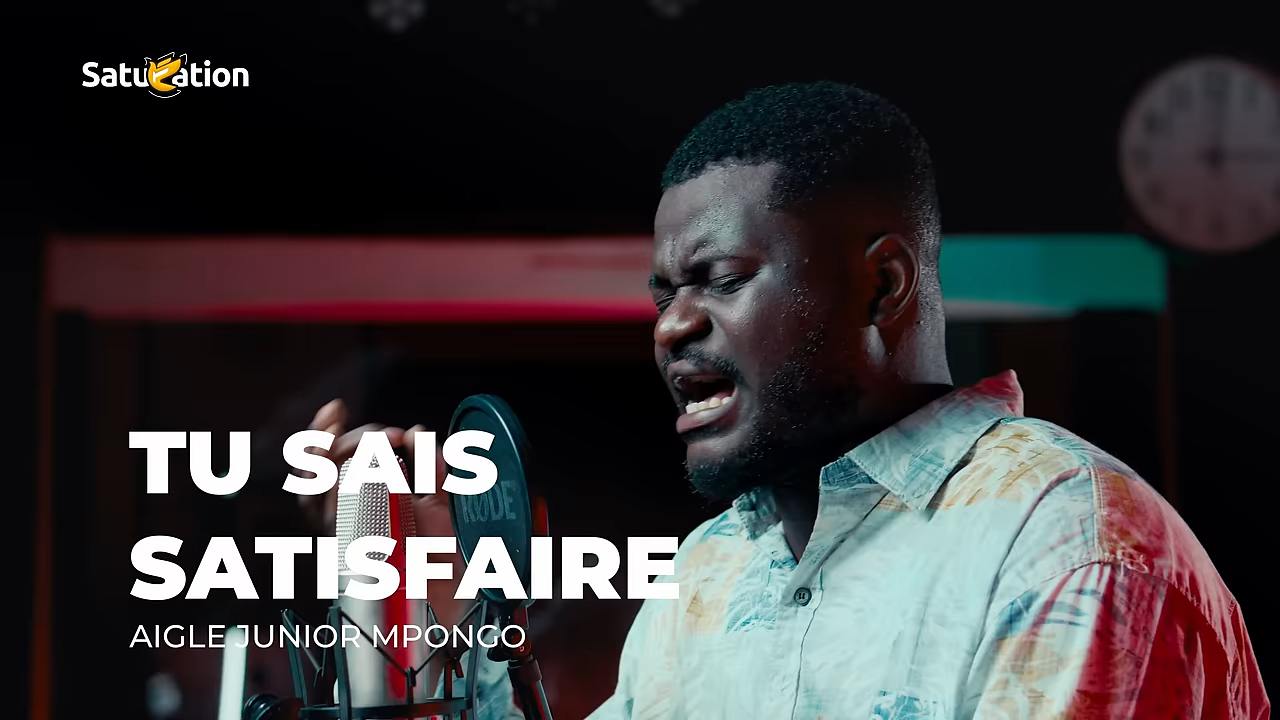 Saturation
TU SAIS
RØDE
SATISFAIRE
AIGLE JUNIOR MPONGO